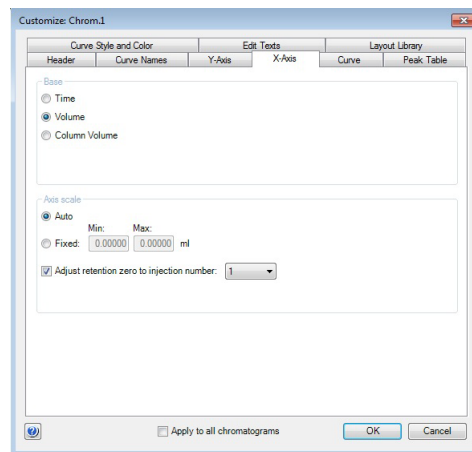 Customize: Chrom.1
Curve Style and Color Edit Texts Layout Library
Header Curve Names Y-Axis X-Axis Curve Peak Table
Base
Time
Volume
Column Volume
Axis scale
Auto
Min: Max:
Fixed: 0.00000 0.00000 ml
Adjust retention zero to injection number: 1
Apply to all chromatograms OK Cancel